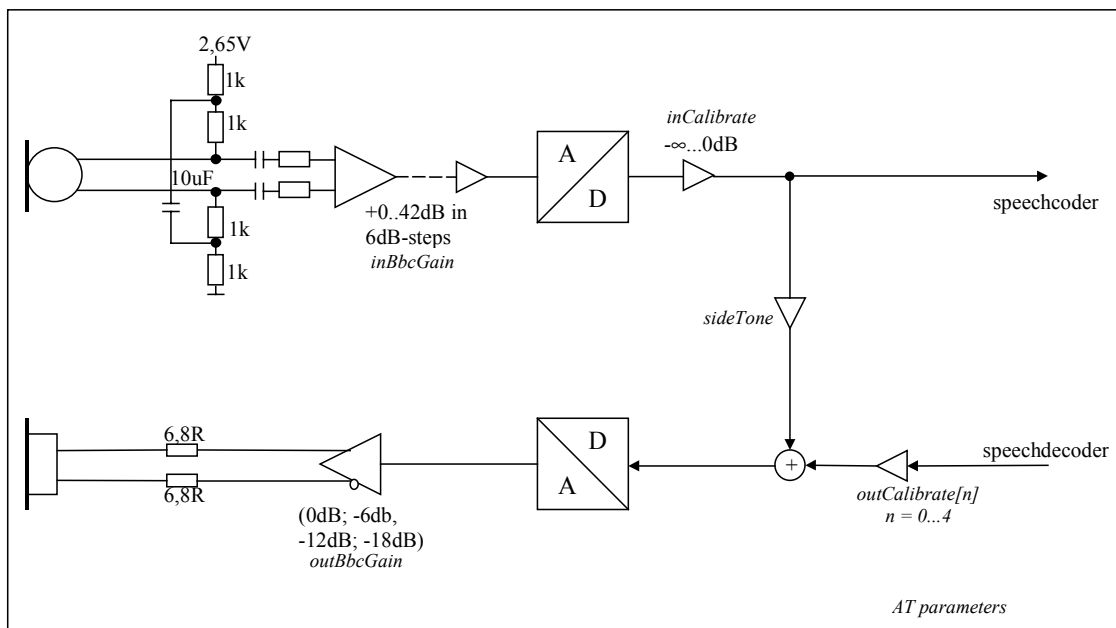 2,65V
1k
1k
inCalibrate
-∞...0dB
A
D
10uF
speechcoder
+0..42dB in
6dB-steps
inBbcGain
1k
1k
sideTone
6,8R
D
A
speechdecoder
+
6,8R
outCalibrate[n]
n = 0...4
(0dB; -6db,
-12dB; -18dB)
outBbcGain
AT parameters